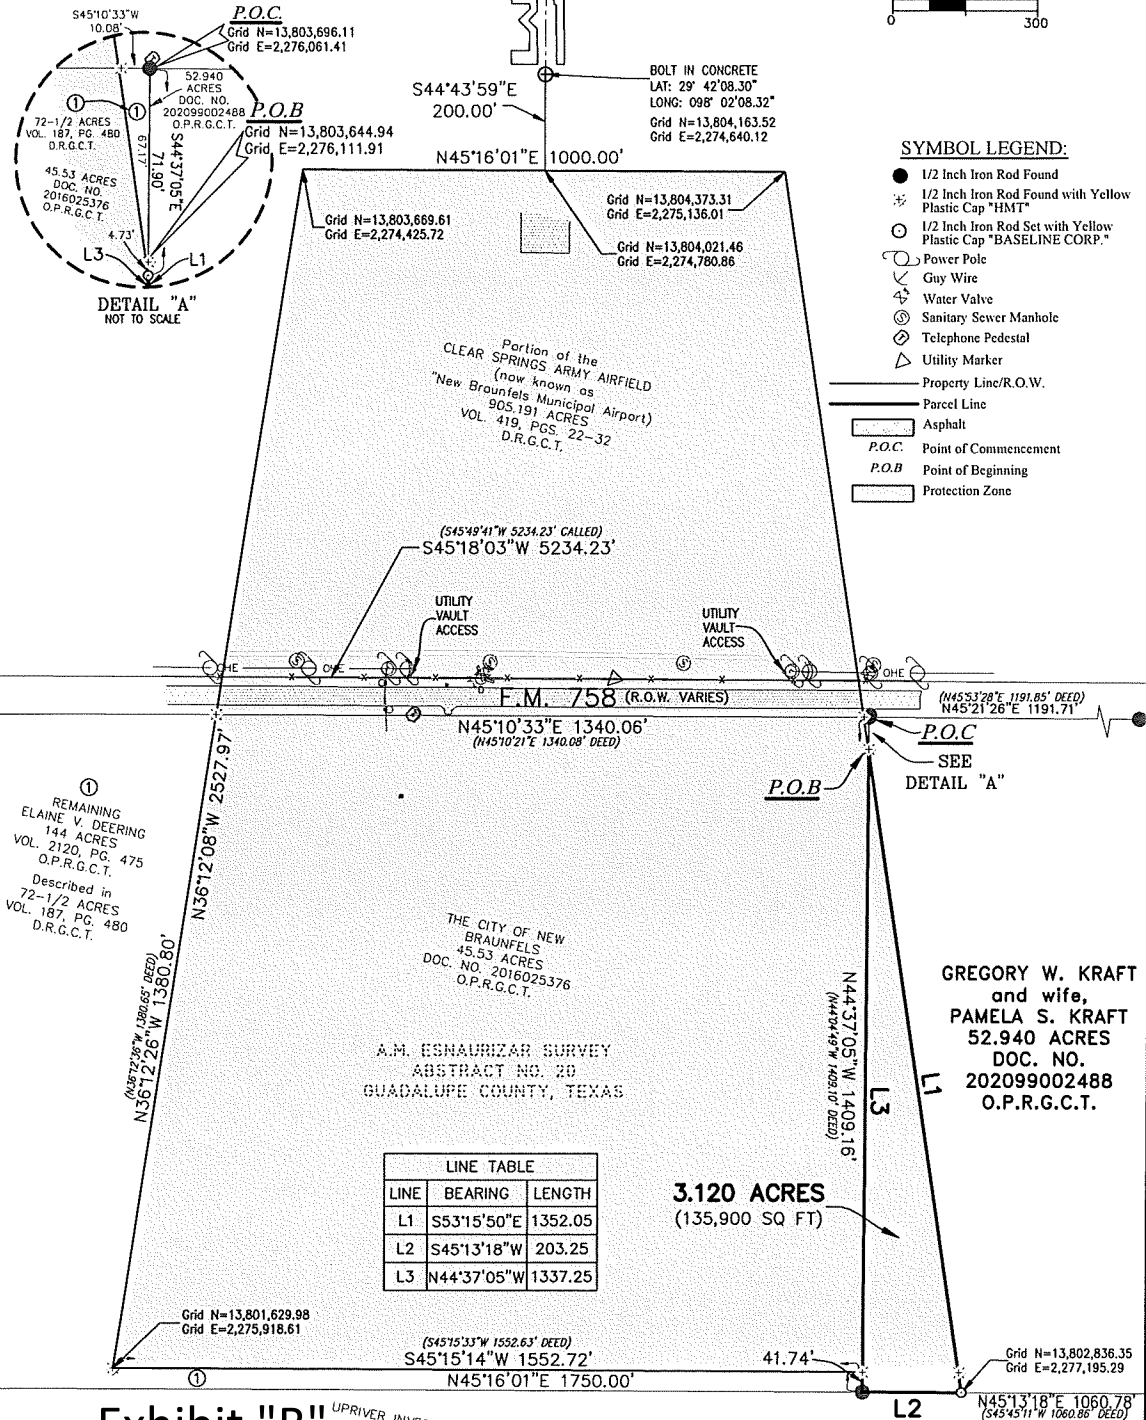 S45°10'33"W
10.08'
P.O.C.
Grid N=13,803,696.11
Grid E=2,276,061.41
52.940
ACRES
DOC. NO.
202099002488
O.P.R.G.C.T.
①
①
72-1/2 ACRES
VOL. 187, PG. 480
D.R.G.C.T.
P.O.B
Grid N=13,803,644.94
Grid E=2,276,111.91
67.17'
71.90'
S44°37'05"E
45.53 ACRES
DOC. NO.
2016025376
O.P.R.G.C.T.
4.73'
L3
L1
DETAIL "A"
NOT TO SCALE
0
300
S44°43'59"E
200.00'
BOLT IN CONCRETE
LAT: 29° 42'08.30"
LONG: 098° 02'08.32"
Grid N=13,804,163.52
Grid E=2,274,640.12
N45°16'01"E 1000.00'
Grid N=13,803,669.61
Grid E=2,274,425.72
Grid N=13,804,373.31
Grid E=2,275,136.01
Grid N=13,804,021.46
Grid E=2,274,780.86
SYMBOL LEGEND:
1/2 Inch Iron Rod Found
1/2 Inch Iron Rod Found with Yellow
Plastic Cap "HMT"
1/2 Inch Iron Rod Set with Yellow
Plastic Cap "BASELINE CORP."
Power Pole
Guy Wire
Water Valve
Sanitary Sewer Manhole
Telephone Pedestal
Utility Marker
Property Line/R.O.W.
Parcel Line
Asphalt
P.O.C. Point of Commencement
P.O.B Point of Beginning
Protection Zone
Portion of the
CLEAR SPRINGS ARMY AIRFIELD
(now known as
"New Braunfels Municipal Airport)
905.191 ACRES
VOL. 419, PGS. 22-32
D.R.G.C.T.
(S45°49'41"W 5234.23' CALLED)
S45°18'03"W 5234.23'
UTILITY
VAULT
ACCESS
UTILITY
VAULT
ACCESS
OHE
OHE
OHE
F.M. 758 (R.O.W. VARIES)
(N45°53'28"E 1191.85' DEED)
N45°21'26"E 1191.71'
N45°10'33"E 1340.06'
(N45°10'21"E 1340.08' DEED)
P.O.C
SEE
DETAIL "A"
P.O.B
N36°12'08"W 2527.97'
①
REMAINING
ELAINE V. DEERING
144 ACRES
VOL. 2120, PG. 475
O.P.R.G.C.T.
Described in
72-1/2 ACRES
VOL. 187, PG. 480
D.R.G.C.T.
(N36°12'36"W 1380.65' DEED)
N36°12'26"W 1380.80'
THE CITY OF NEW
BRAUNFELS
45.53 ACRES
DOC. NO. 2016025376
O.P.R.G.C.T.
N44°37'05"W 1409.16'
(N44°04'49"W 1409.10' DEED)
L3
L1
GREGORY W. KRAFT
and wife,
PAMELA S. KRAFT
52.940 ACRES
DOC. NO.
202099002488
O.P.R.G.C.T.
A.M. ESNAURIZAR SURVEY
ABSTRACT NO. 20
GUADALUPE COUNTY, TEXAS
LINE TABLE
LINE BEARING LENGTH
L1 S53°15'50"E 1352.05
L2 S45°13'18"W 203.25
L3 N44°37'05"W 1337.25
3.120 ACRES
(135,900 SQ FT)
Grid N=13,801,629.98
Grid E=2,275,918.61
(S45°15'33"W 1552.63' DEED)
S45°15'14"W 1552.72'
41.74'
①
N45°16'01"E 1750.00'
Grid N=13,802,836.35
Grid E=2,277,195.29
L2
N45°13'18"E 1060.78'
(S45°45'11"W 1060.86' DEED)
Exhibit "B"
UPRIVER